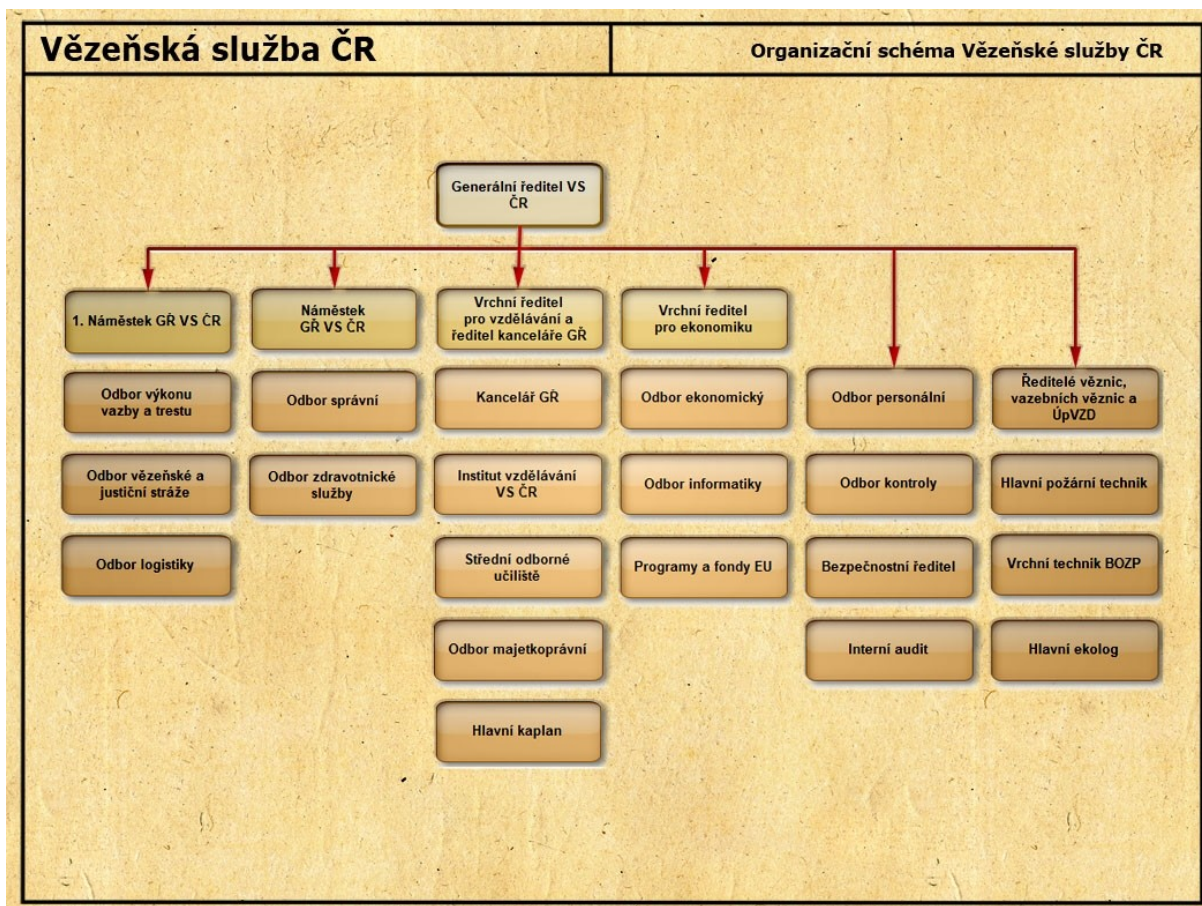 Vězeňská služba ČR
Organizační schéma Vězeňské služby ČR
Generální ředitel VS
ČR
1. Náměstek GŘ VS ČR
Náměstek
GŘ VS ČR
Vrchní ředitel
pro vzdělávání a
ředitel kanceláře GŘ
Vrchní ředitel
pro ekonomiku
Odbor výkonu
vazby a trestu
Odbor správní
Kancelář GŘ
Odbor ekonomický
Odbor personální
Ředitelé věznic,
vazebních věznic a
ÚpVZD
Odbor vězeňské a
justiční stráže
Odbor zdravotnické
služby
Institut vzdělávání
VS ČR
Odbor informatiky
Odbor kontroly
Hlavní požární technik
Odbor logistiky
Střední odborné
učiliště
Programy a fondy EU
Bezpečnostní ředitel
Vrchní technik BOZP
Odbor majetkoprávní
Interní audit
Hlavní ekolog
Hlavní kaplan